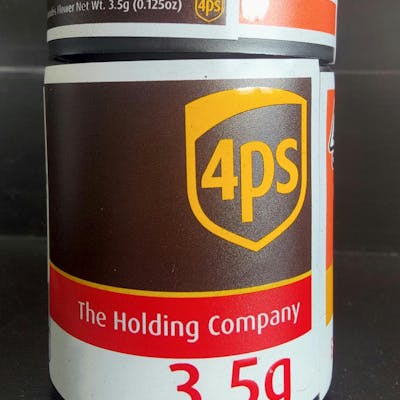 Flower Net Wt. 3.5g (0.125oz)
4ps
4ps
The Holding Company
3.5g